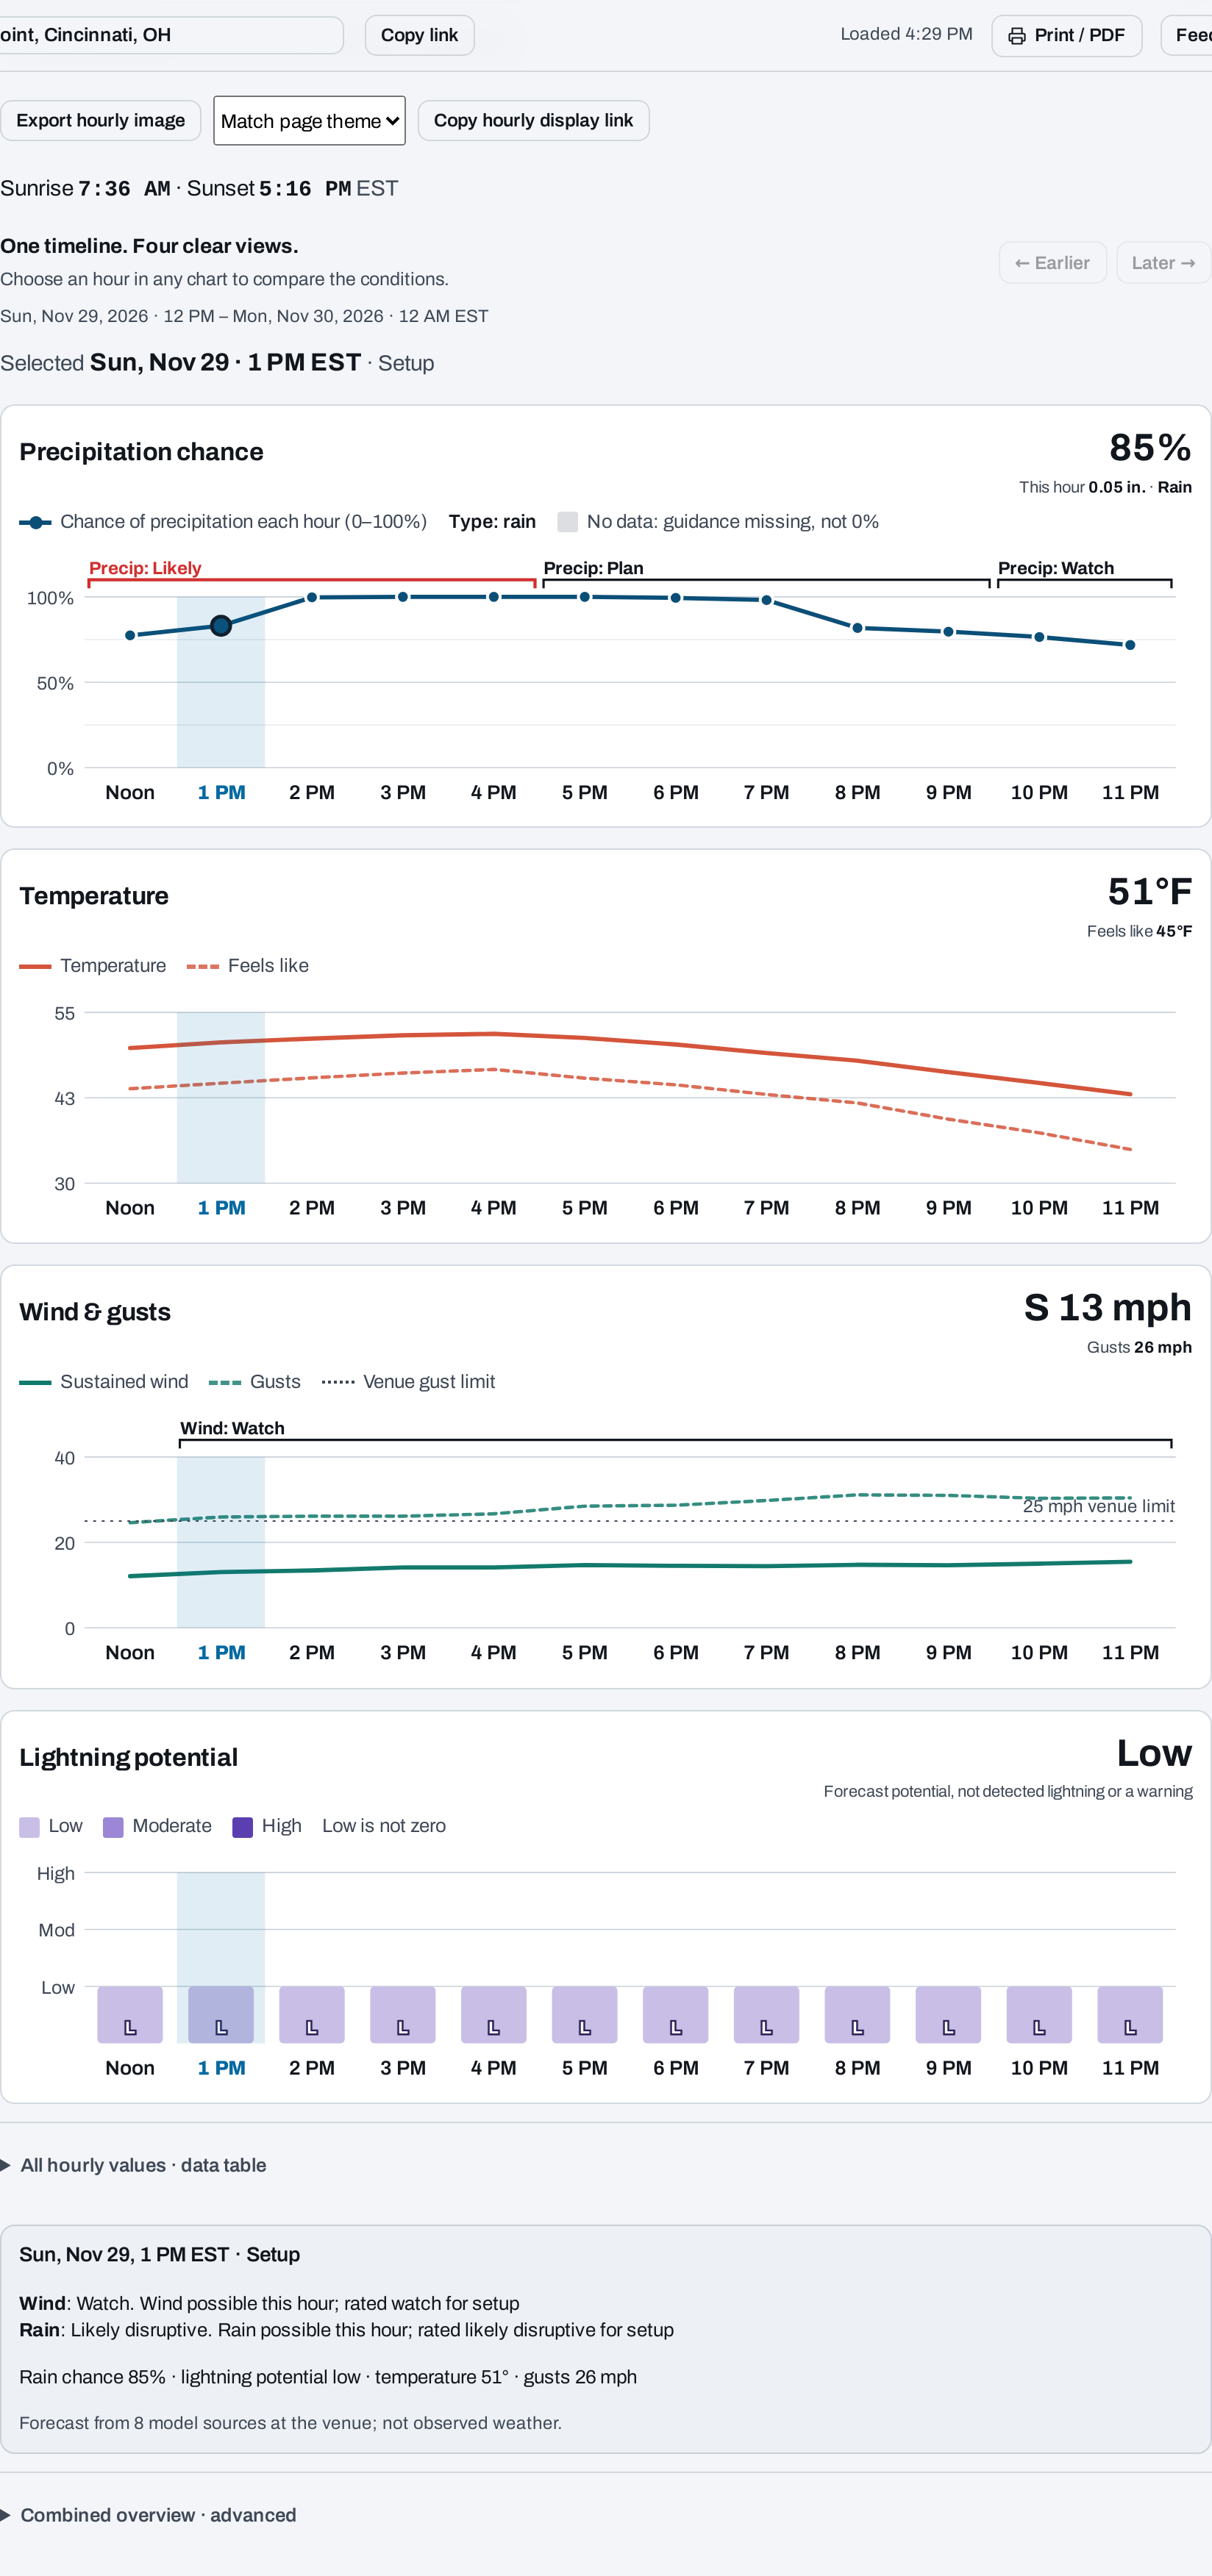 oint, Cincinnati, OH
Copy link
Loaded 4:29 PM
Print / PDF
Export hourly image
Match page theme
Copy hourly display link
Sunrise 7:36 AM · Sunset 5:16 PM EST
One timeline. Four clear views.
Choose an hour in any chart to compare the conditions.
← Earlier
Later →
Sun, Nov 29, 2026 · 12 PM – Mon, Nov 30, 2026 · 12 AM EST
Selected Sun, Nov 29 · 1 PM EST · Setup
Precipitation chance
85%
This hour 0.05 in. · Rain
Chance of precipitation each hour (0–100%)
Type: rain
No data: guidance missing, not 0%
Precip: Likely
Precip: Plan
Precip: Watch
100%
50%
0%
Noon 1 PM 2 PM 3 PM 4 PM 5 PM 6 PM 7 PM 8 PM 9 PM 10 PM 11 PM
Temperature
51°F
Feels like 45°F
Temperature
Feels like
55
43
30
Noon 1 PM 2 PM 3 PM 4 PM 5 PM 6 PM 7 PM 8 PM 9 PM 10 PM 11 PM
Wind & gusts
S 13 mph
Gusts 26 mph
Sustained wind
Gusts
Venue gust limit
Wind: Watch
40
25 mph venue limit
20
0
Noon 1 PM 2 PM 3 PM 4 PM 5 PM 6 PM 7 PM 8 PM 9 PM 10 PM 11 PM
Lightning potential
Low
Forecast potential, not detected lightning or a warning
Low
Moderate
High
Low is not zero
High
Mod
Low
L L L L L L L L L L L L
Noon 1 PM 2 PM 3 PM 4 PM 5 PM 6 PM 7 PM 8 PM 9 PM 10 PM 11 PM
All hourly values · data table
Sun, Nov 29, 1 PM EST · Setup
Wind: Watch. Wind possible this hour; rated watch for setup
Rain: Likely disruptive. Rain possible this hour; rated likely disruptive for setup
Rain chance 85% · lightning potential low · temperature 51° · gusts 26 mph
Forecast from 8 model sources at the venue; not observed weather.
Combined overview · advanced